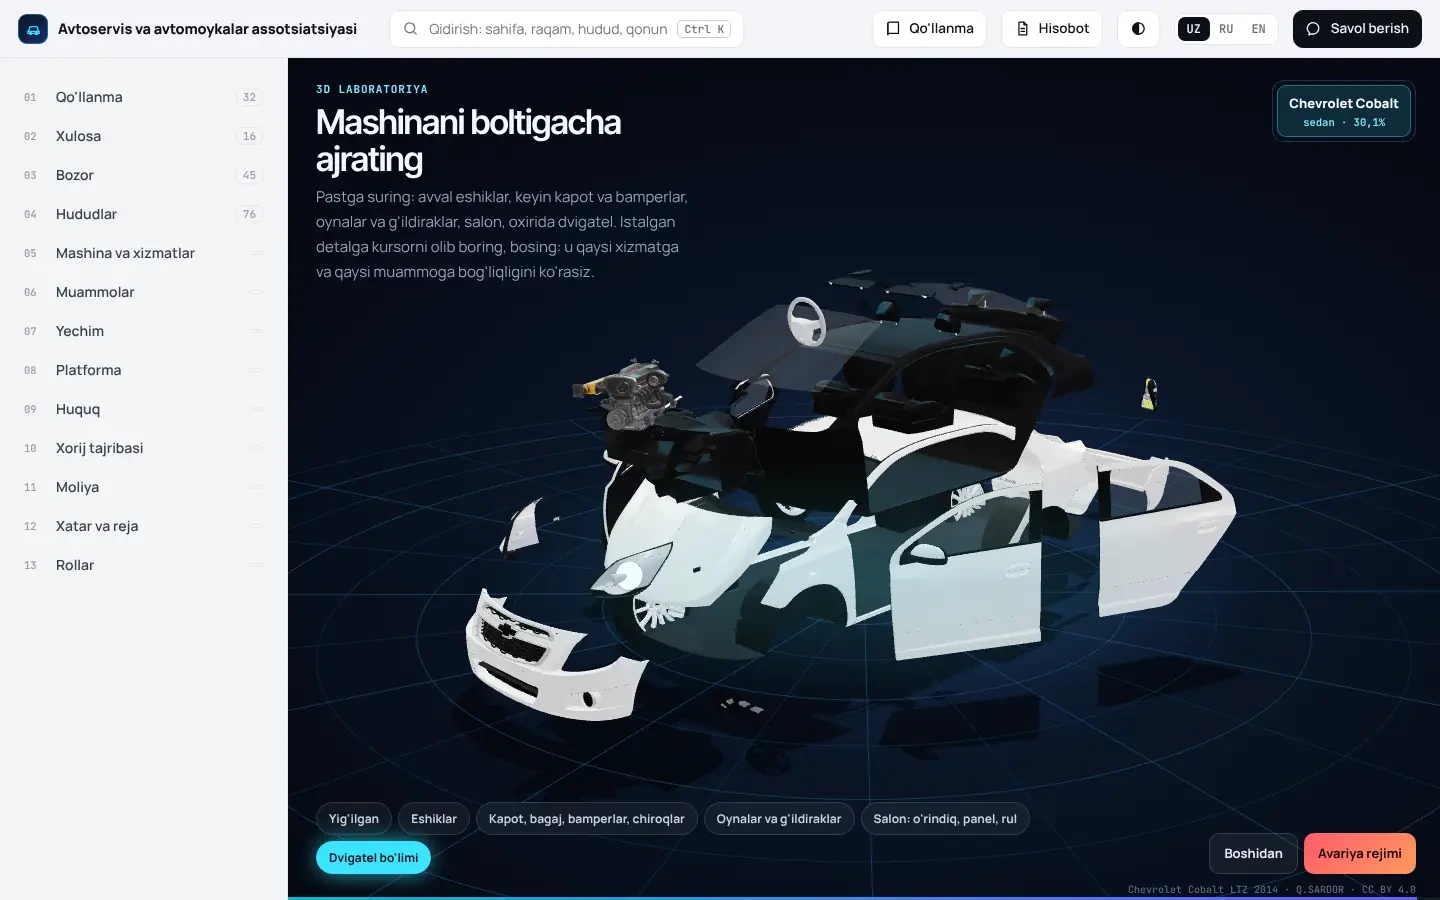 Avtoservis va avtomoykalar assotsiatsiyasi
Qidirish: sahifa, raqam, hudud, qonun
Ctrl K
Qo'llanma
Hisobot
UZ
RU
EN
Savol berish
01 Qo'llanma 32
02 Xulosa 16
03 Bozor 45
04 Hududlar 76
05 Mashina va xizmatlar
06 Muammolar
07 Yechim
08 Platforma
09 Huquq
10 Xorij tajribasi
11 Moliya
12 Xatar va reja
13 Rollar
3D LABORATORIYA
Mashinani boltigacha
ajrating
Pastga suring: avval eshiklar, keyin kapot va bamperlar,
oynalar va g'ildiraklar, salon, oxirida dvigatel. Istalgan
detalga kursorni olib boring, bosing: u qaysi xizmatga
va qaysi muammoga bog'liqligini ko'rasiz.
Chevrolet Cobalt
sedan · 30,1%
Yig'ilgan
Eshiklar
Kapot, bagaj, bamperlar, chiroqlar
Oynalar va g'ildiraklar
Salon: o'rindiq, panel, rul
Dvigatel bo'limi
Boshidan
Avariya rejimi
Chevrolet Cobalt LTZ 2014 · Q.SARDOR · CC BY 4.0